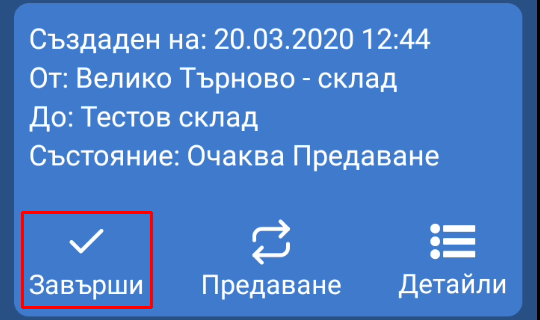 Създаден на: 20.03.2020 12:44
От: Велико Търново - склад
До: Тестов склад
Състояние: Очаква Предаване
Завърши Предаване Детайли